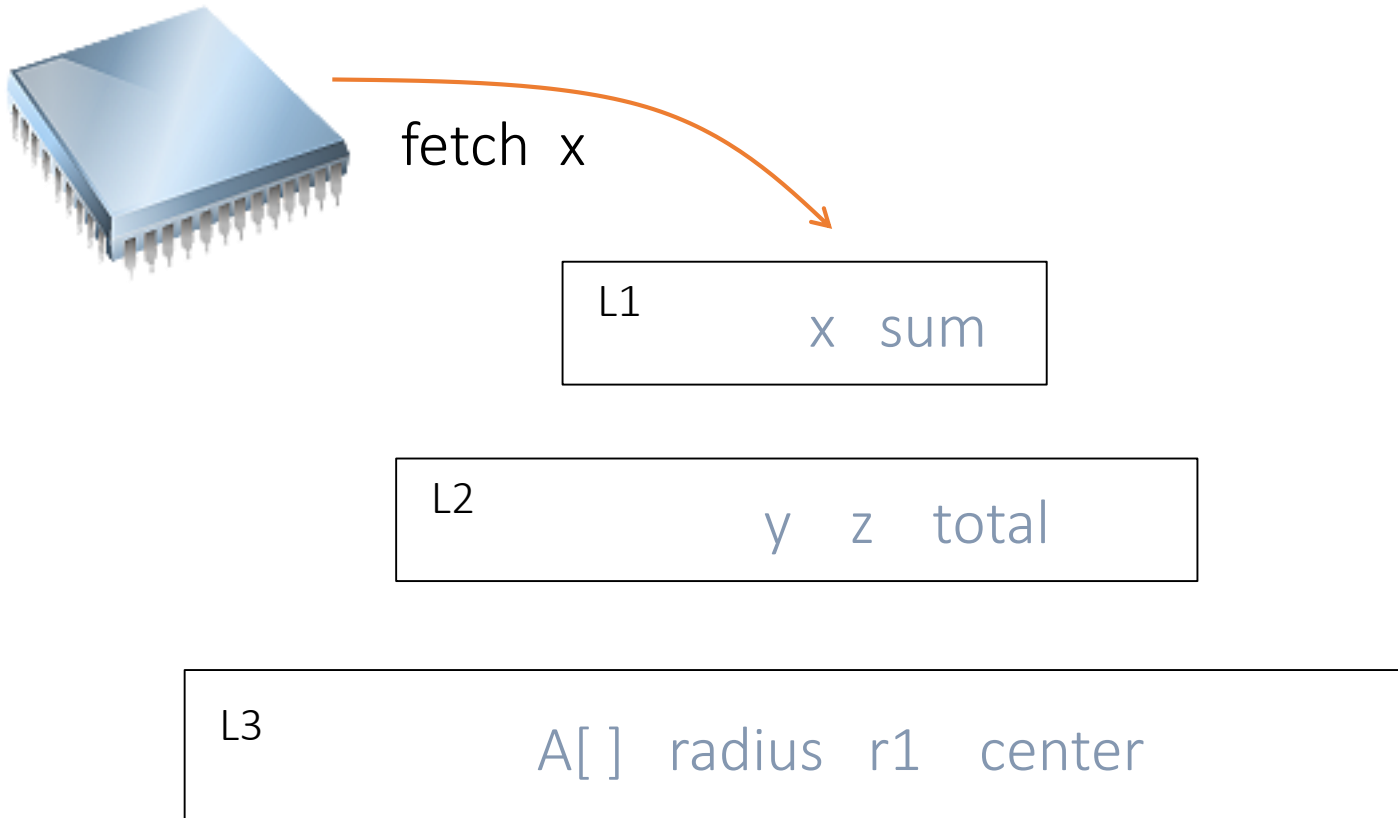 fetch x
L1
x sum
L2
y z total
L3
A[ ] radius r1 center